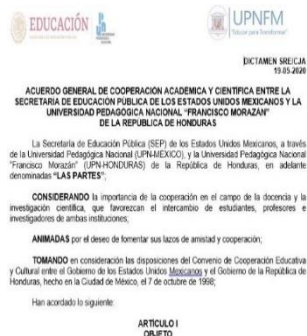 EDUCACIÓN
UPNFM
"Educar para Transformar"
DICTAMEN SRE/CJA
19-05-2020
ACUERDO GENERAL DE COOPERACIÓN ACADÉMICA Y CIENTÍFICA ENTRE LA
SECRETARÍA DE EDUCACIÓN PÚBLICA DE LOS ESTADOS UNIDOS MEXICANOS Y LA
UNIVERSIDAD PEDAGÓGICA NACIONAL "FRANCISCO MORAZÁN"
DE LA REPÚBLICA DE HONDURAS
La Secretaría de Educación Pública (SEP) de los Estados Unidos Mexicanos, a través
de la Universidad Pedagógica Nacional (UPN-MÉXICO), y la Universidad Pedagógica Nacional
"Francisco Morazán" (UPN-HONDURAS) de la República de Honduras, en adelante
denominadas "LAS PARTES";
CONSIDERANDO la importancia de la cooperación en el campo de la docencia y la
investigación científica, que favorezcan el intercambio de estudiantes, profesores e
investigadores de ambas instituciones;
ANIMADAS por el deseo de fomentar sus lazos de amistad y cooperación;
TOMANDO en consideración las disposiciones del Convenio de Cooperación Educativa
y Cultural entre el Gobierno de los Estados Unidos Mexicanos y el Gobierno de la República de
Honduras, hecho en la Ciudad de México, el 7 de octubre de 1998;
Han acordado lo siguiente:
ARTÍCULO I
OBJETO